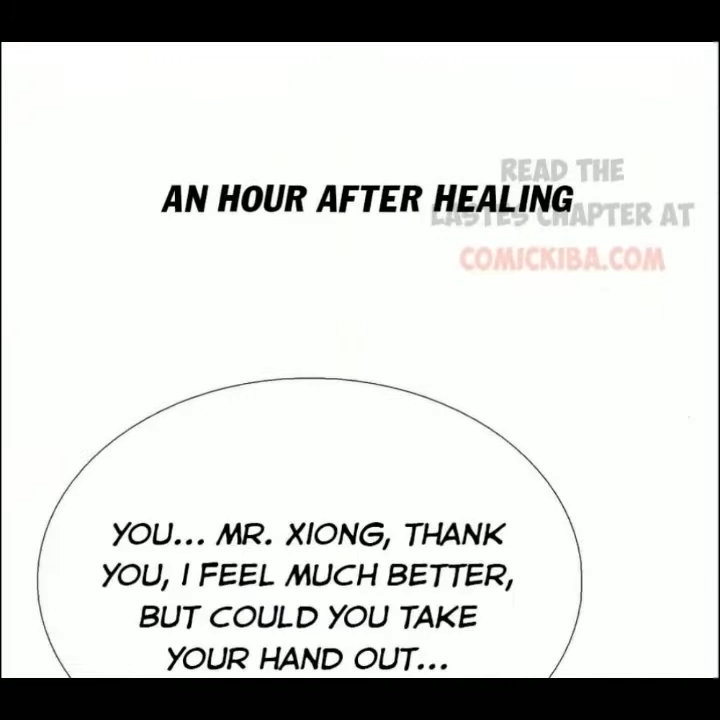 READ THE
AN HOUR AFTER HEALING
LASTES CHAPTER AT
COMICKIBA.COM
YOU... MR. XIONG, THANK
YOU, I FEEL MUCH BETTER,
BUT COULD YOU TAKE
YOUR HAND OUT...